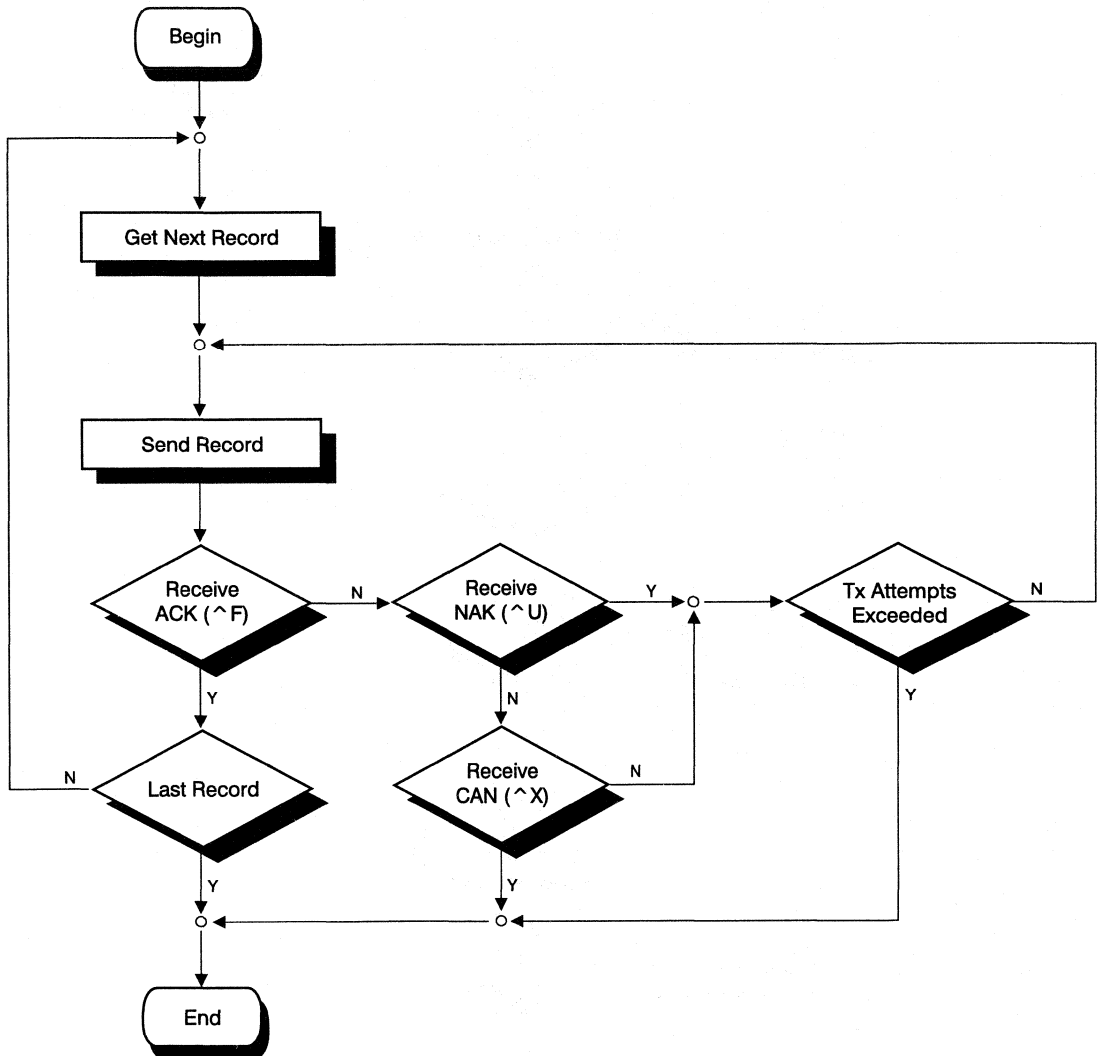 Begin
Get Next Record
Send Record
Receive
ACK (^F)
N
Receive
NAK (^U)
Y
Tx Attempts
Exceeded
N
Y
N
Y
Last Record
N
Receive
CAN (^X)
N
Y
Y
End